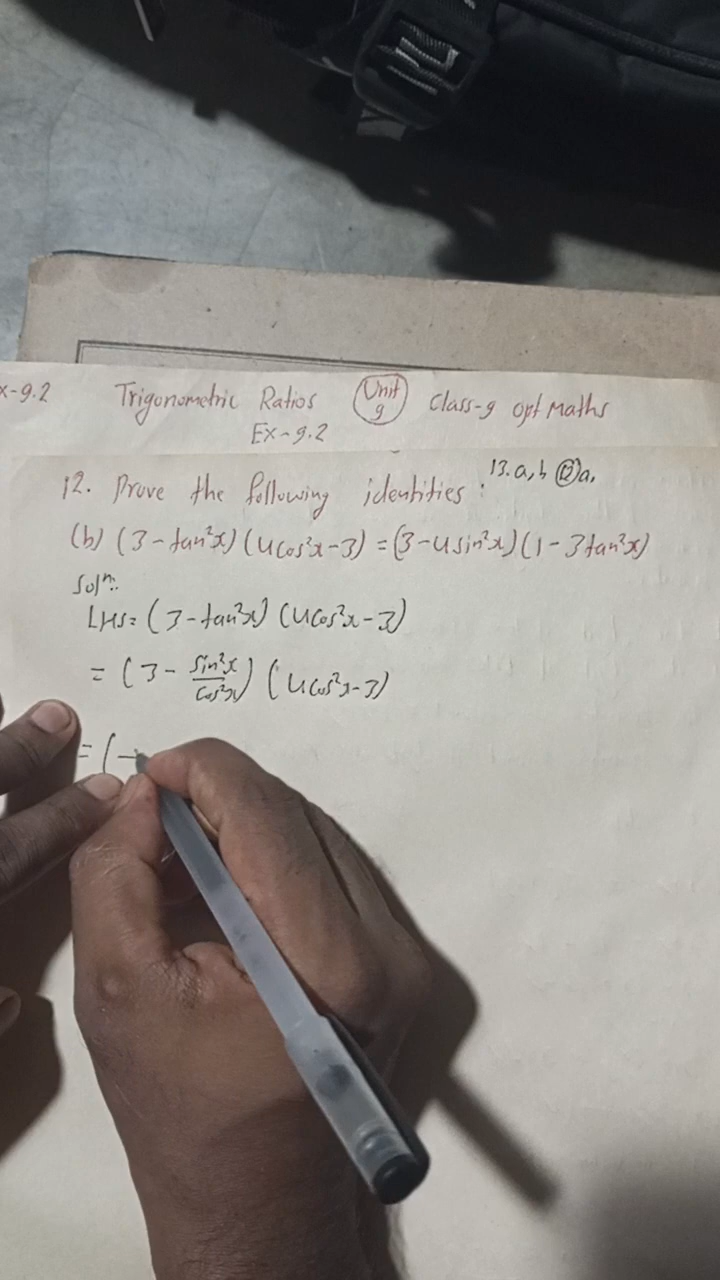 x-9.2 Trigonometric Ratios Unit 9 Class-9 opt Maths
Ex-9.2
12. Prove the following identities : 13. a, b (12) a,
(b) (3-tan²x) (4cos²x-3) = (3-4sin²x) (1-3tan²x)
Solⁿ:
LHS= (3-tan²x) (4cos²x-3)
= (3 - sin²x/cos²x) (4cos²x-3)
= (